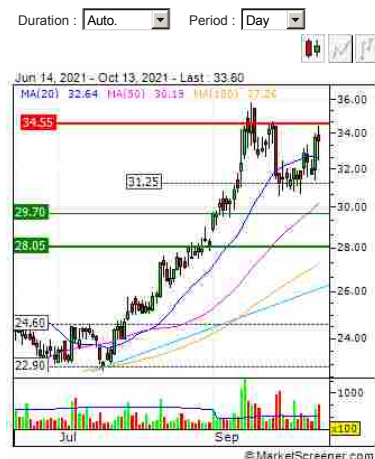 Duration : Auto. Period : Day
Jun 14, 2021 - Oct 13, 2021 - Last : 33.60
MA(20) 32.64 MA(50) 30.19 MA(100) 27.26
36.00
34.55
34.00
32.00
31.25
30.00
29.70
28.05
28.00
26.00
24.60
24.00
22.90
1000
x100
Jul Sep
© MarketScreener.com